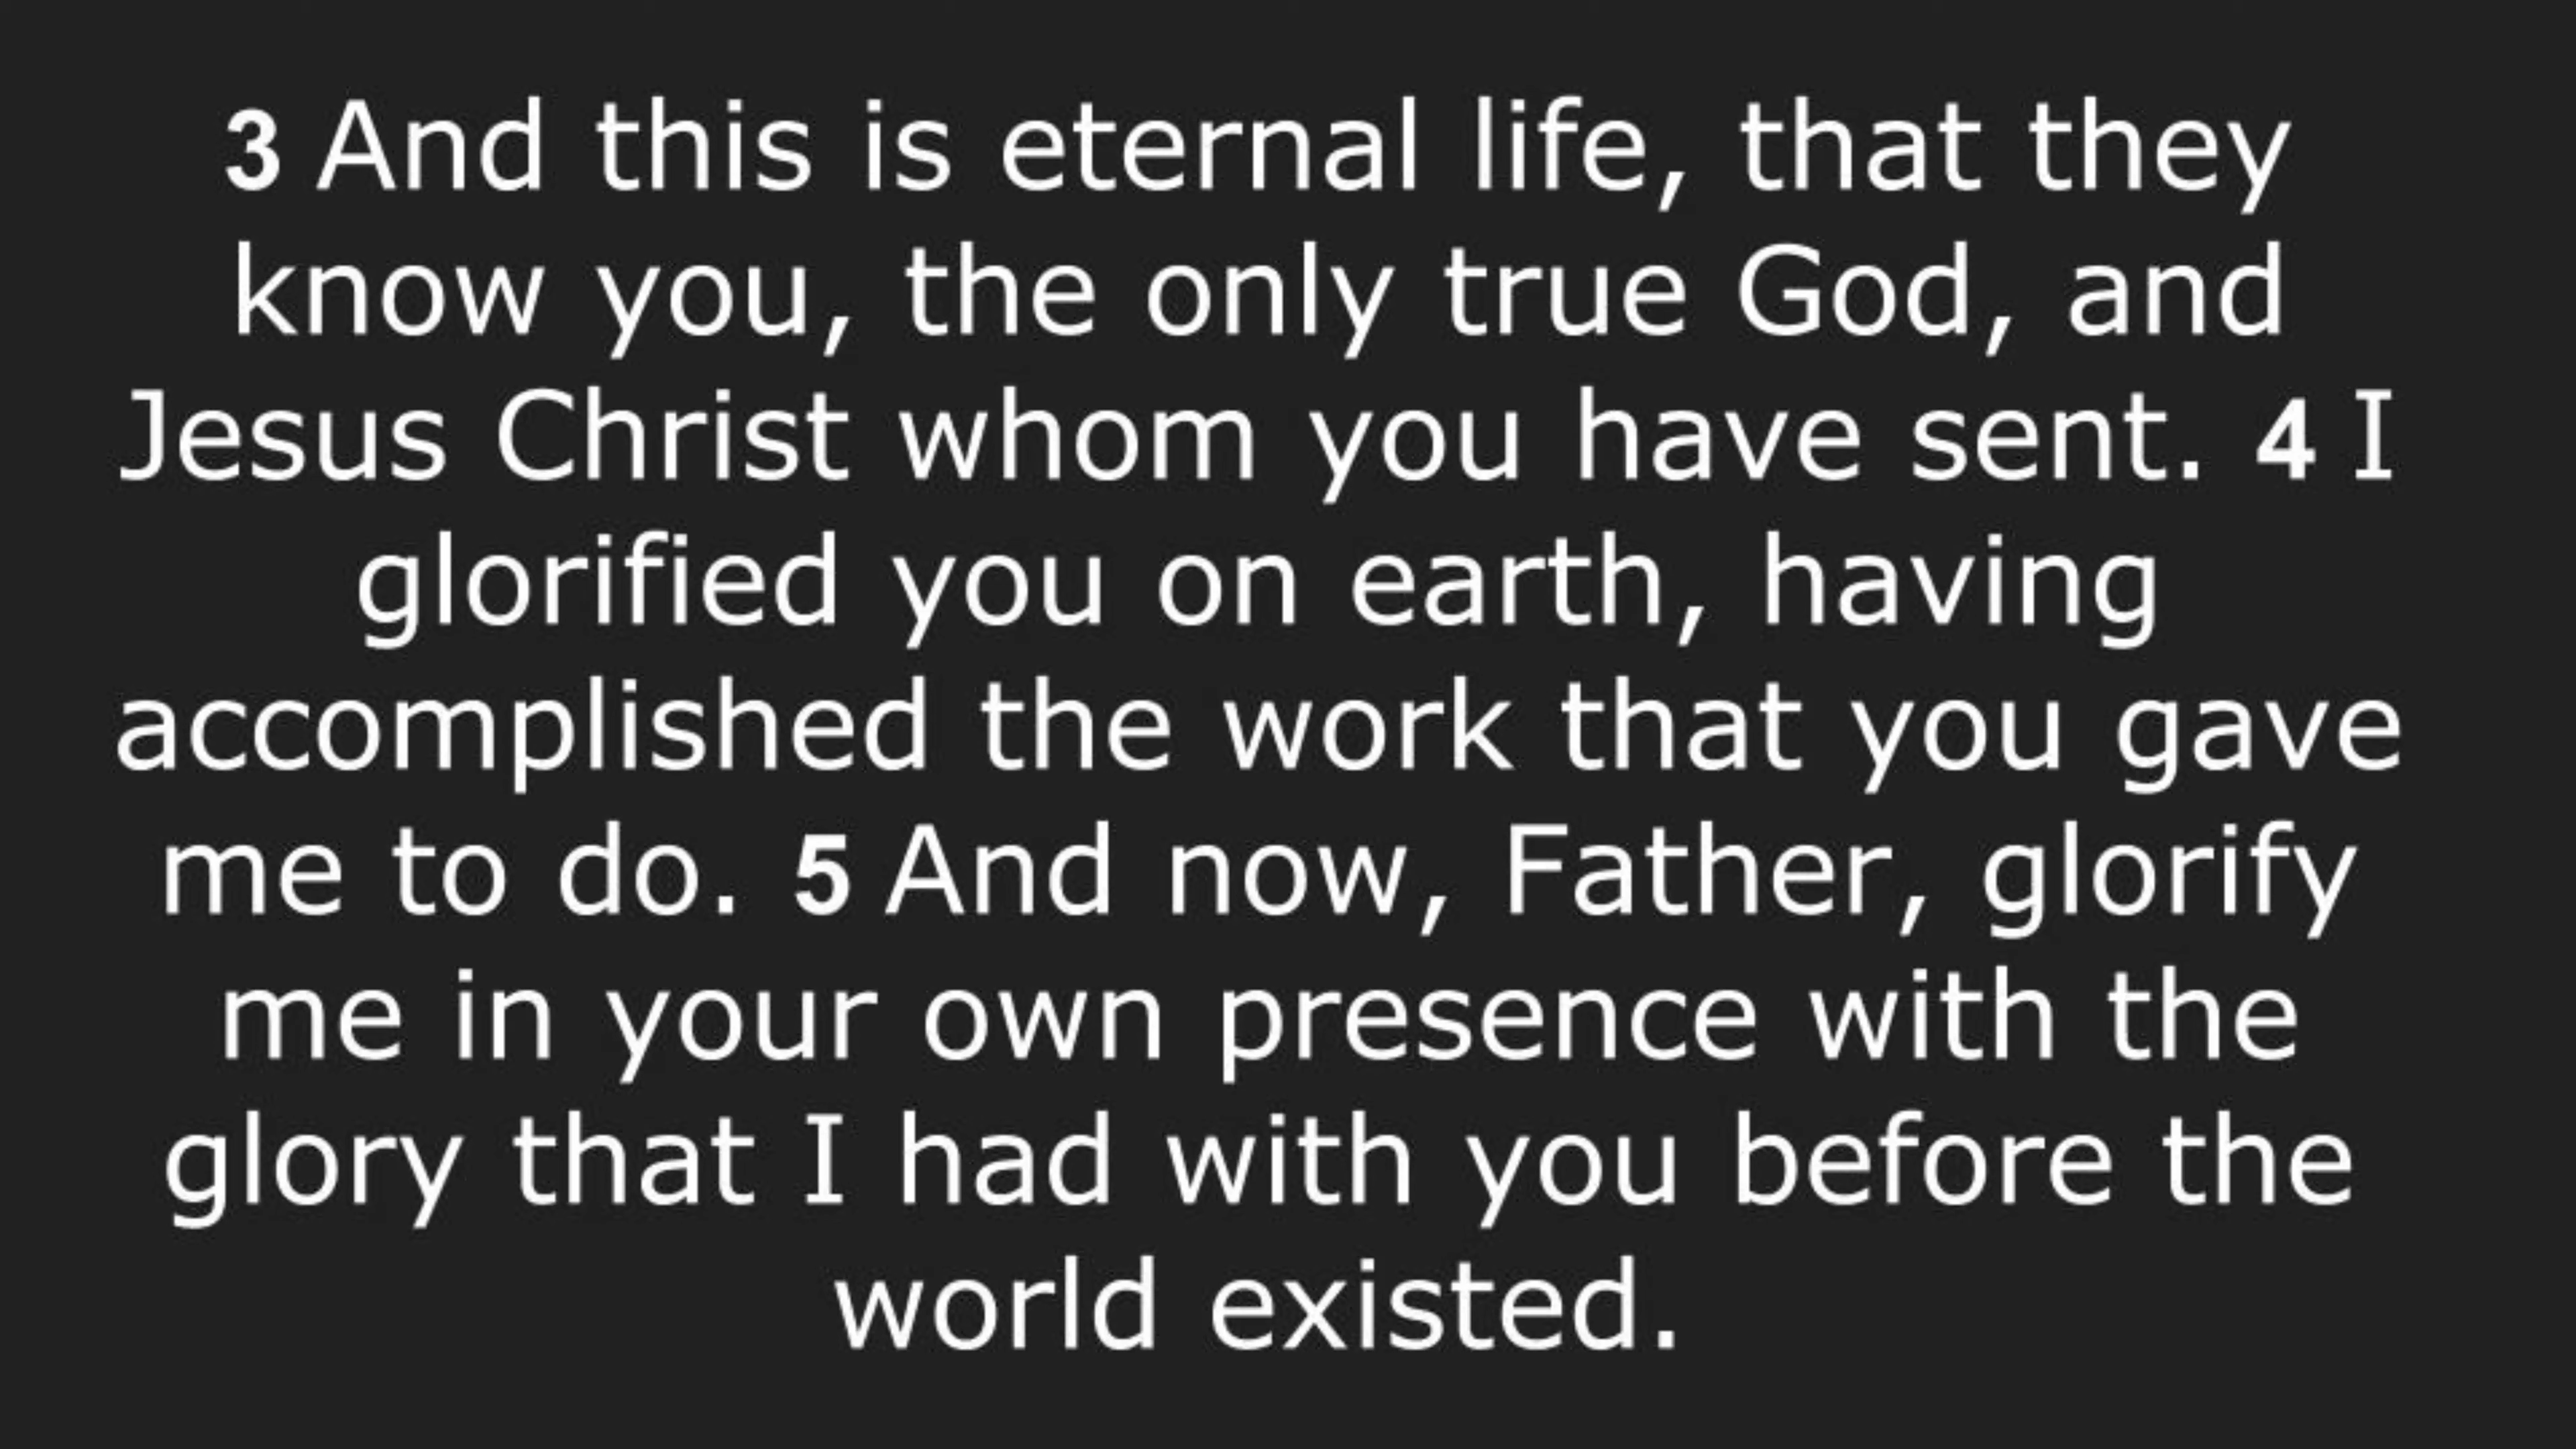 3 And this is eternal life, that they
know you, the only true God, and
Jesus Christ whom you have sent. 4 I
glorified you on earth, having
accomplished the work that you gave
me to do. 5 And now, Father, glorify
me in your own presence with the
glory that I had with you before the
world existed.